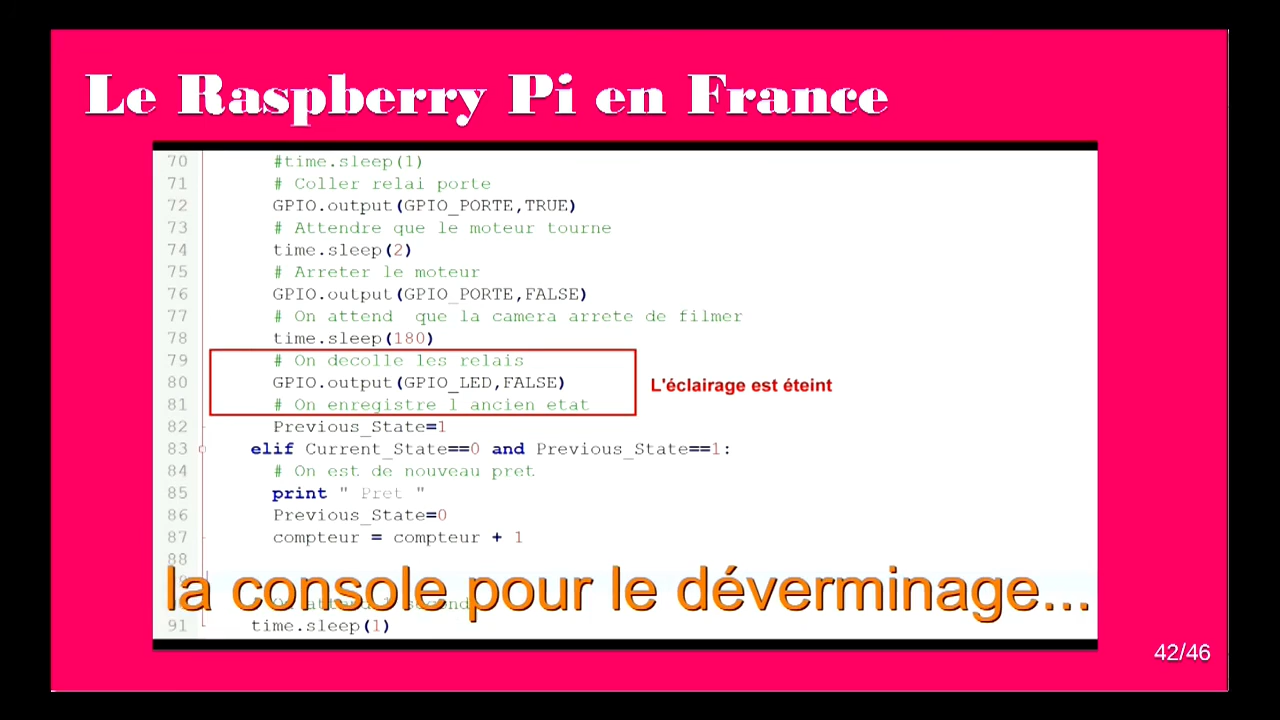 Le Raspberry Pi en France
70 #time.sleep(1)
71 # Coller relai porte
72 GPIO.output(GPIO_PORTE,TRUE)
73 # Attendre que le moteur tourne
74 time.sleep(2)
75 # Arreter le moteur
76 GPIO.output(GPIO_PORTE,FALSE)
77 # On attend  que la camera arrete de filmer
78 time.sleep(180)
79 # On decolle les relais
80 GPIO.output(GPIO_LED,FALSE)
L'éclairage est éteint
81 # On enregistre l ancien etat
82 Previous_State=1
83 elif Current_State==0 and Previous_State==1:
84 # On est de nouveau pret
85 print " Pret "
86 Previous_State=0
87 compteur = compteur + 1
88
la console pour le déverminage...
91 time.sleep(1)
42/46